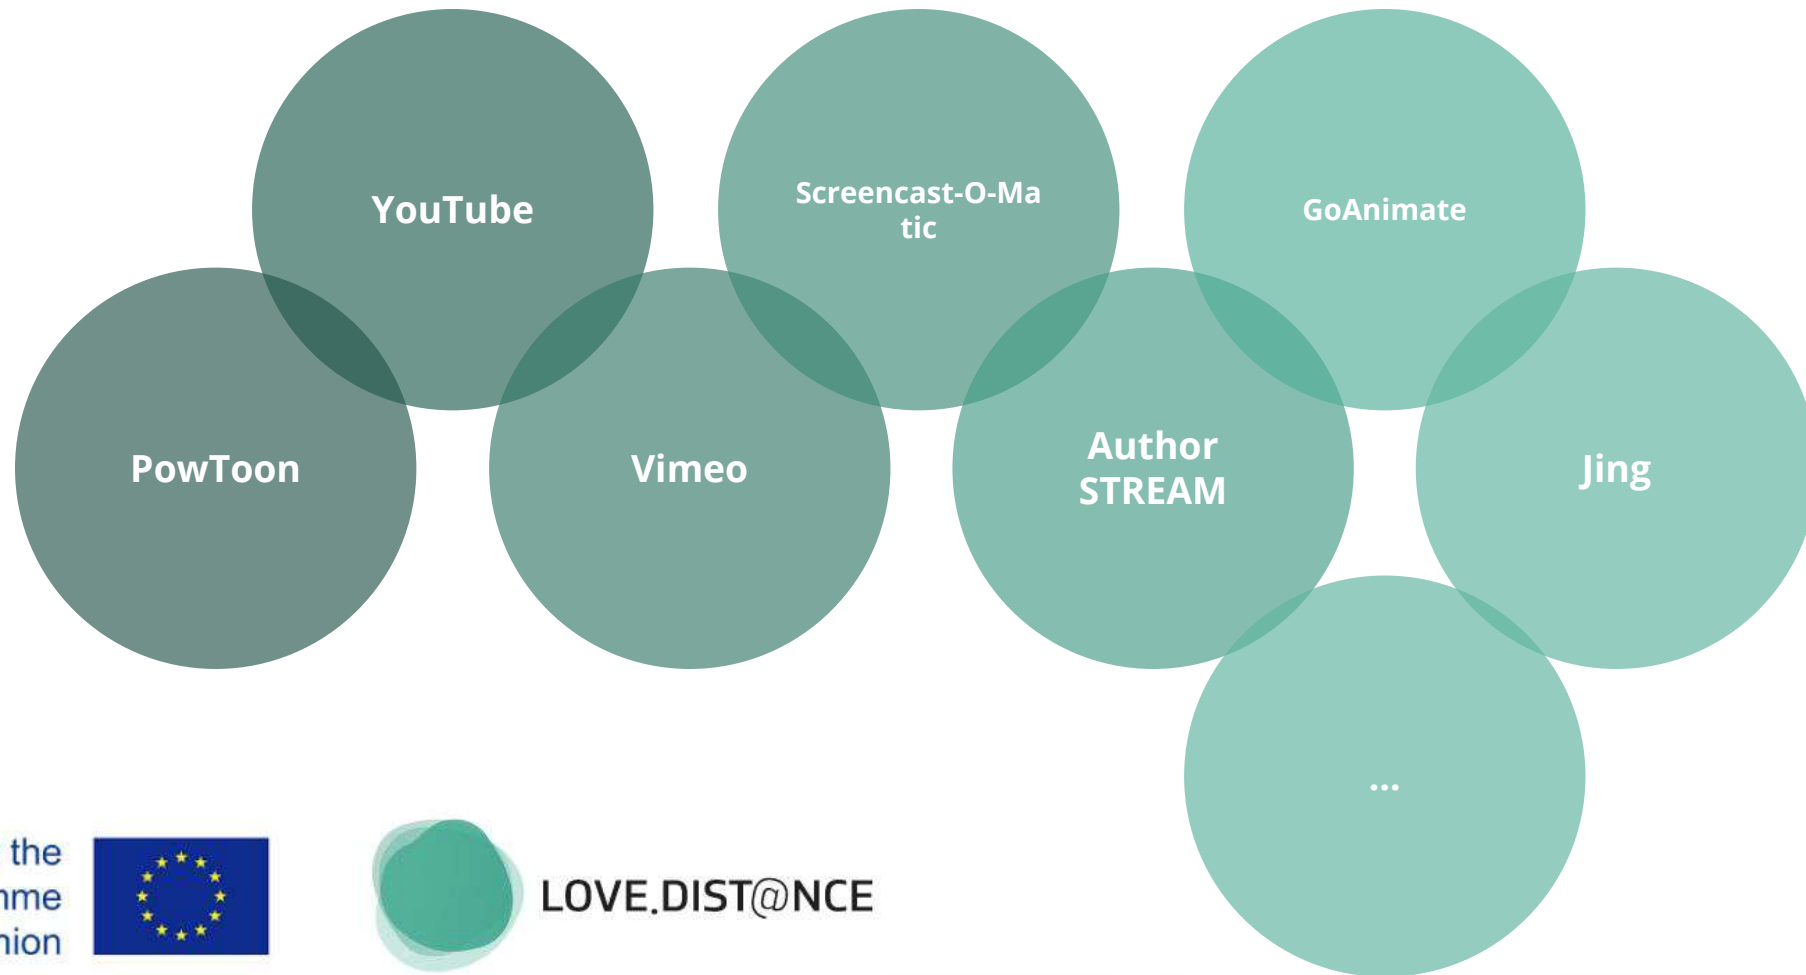 YouTube
Screencast-O-Ma
tic
GoAnimate
PowToon
Vimeo
Author
STREAM
Jing
...
the
nme
nion
LOVE.DIST@NCE